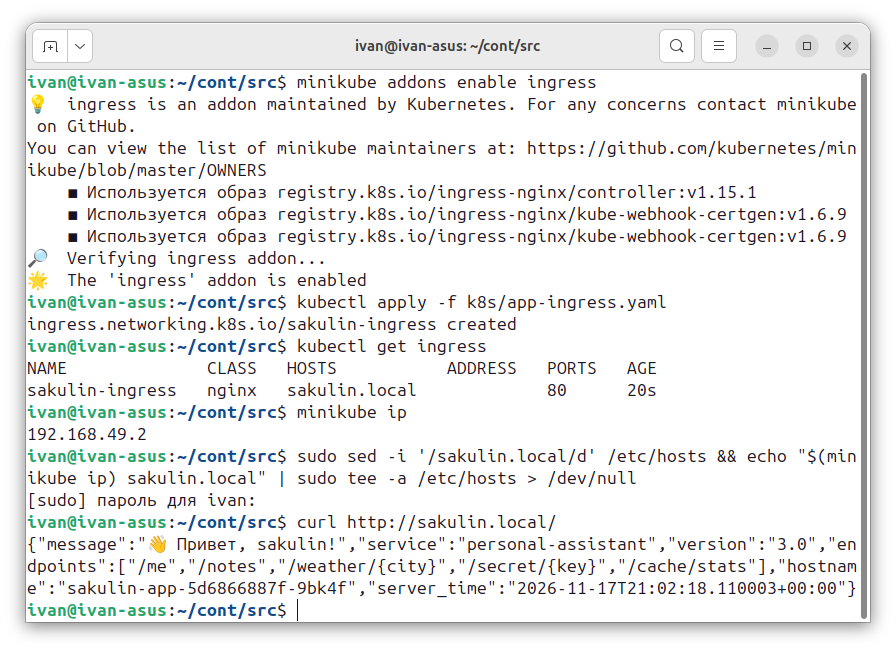 ivan@ivan-asus: ~/cont/src
ivan@ivan-asus:~/cont/src$ minikube addons enable ingress
💡  ingress is an addon maintained by Kubernetes. For any concerns contact minikube
 on GitHub.
You can view the list of minikube maintainers at: https://github.com/kubernetes/min
ikube/blob/master/OWNERS
    ▪ Используется образ registry.k8s.io/ingress-nginx/controller:v1.15.1
    ▪ Используется образ registry.k8s.io/ingress-nginx/kube-webhook-certgen:v1.6.9
    ▪ Используется образ registry.k8s.io/ingress-nginx/kube-webhook-certgen:v1.6.9
🔎  Verifying ingress addon...
🌟  The 'ingress' addon is enabled
ivan@ivan-asus:~/cont/src$ kubectl apply -f k8s/app-ingress.yaml
ingress.networking.k8s.io/sakulin-ingress created
ivan@ivan-asus:~/cont/src$ kubectl get ingress
NAME              CLASS   HOSTS           ADDRESS   PORTS   AGE
sakulin-ingress   nginx   sakulin.local             80      20s
ivan@ivan-asus:~/cont/src$ minikube ip
192.168.49.2
ivan@ivan-asus:~/cont/src$ sudo sed -i '/sakulin.local/d' /etc/hosts && echo "$(min
ikube ip) sakulin.local" | sudo tee -a /etc/hosts > /dev/null
[sudo] пароль для ivan:
ivan@ivan-asus:~/cont/src$ curl http://sakulin.local/
{"message":"👋 Привет, sakulin!","service":"personal-assistant","version":"3.0","en
dpoints":["/me","/notes","/weather/{city}","/secret/{key}","/cache/stats"],"hostnam
e":"sakulin-app-5d6866887f-9bk4f","server_time":"2026-11-17T21:02:18.110003+00:00"}
ivan@ivan-asus:~/cont/src$